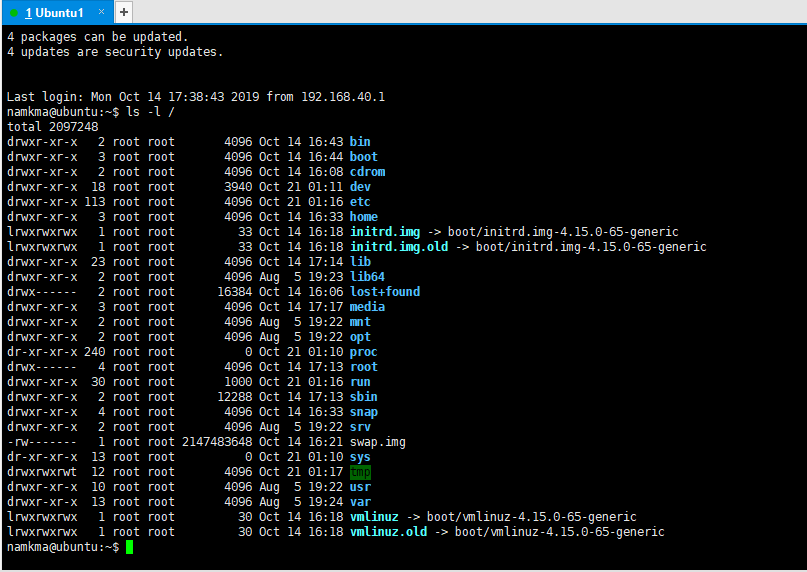 1 Ubuntu1 × +
4 packages can be updated.
4 updates are security updates.
Last login: Mon Oct 14 17:38:43 2019 from 192.168.40.1
namkma@ubuntu:~$ ls -l /
total 2097248
drwxr-xr-x   2 root root       4096 Oct 14 16:43 bin
drwxr-xr-x   3 root root       4096 Oct 14 16:44 boot
drwxr-xr-x   2 root root       4096 Oct 14 16:08 cdrom
drwxr-xr-x  18 root root       3940 Oct 21 01:11 dev
drwxr-xr-x 113 root root       4096 Oct 21 01:16 etc
drwxr-xr-x   3 root root       4096 Oct 14 16:33 home
lrwxrwxrwx   1 root root         33 Oct 14 16:18 initrd.img -> boot/initrd.img-4.15.0-65-generic
lrwxrwxrwx   1 root root         33 Oct 14 16:18 initrd.img.old -> boot/initrd.img-4.15.0-65-generic
drwxr-xr-x  23 root root       4096 Oct 14 17:14 lib
drwxr-xr-x   2 root root       4096 Aug  5 19:23 lib64
drwx------   2 root root      16384 Oct 14 16:06 lost+found
drwxr-xr-x   3 root root       4096 Oct 14 17:17 media
drwxr-xr-x   2 root root       4096 Aug  5 19:22 mnt
drwxr-xr-x   2 root root       4096 Aug  5 19:22 opt
dr-xr-xr-x 240 root root          0 Oct 21 01:10 proc
drwx------   4 root root       4096 Oct 14 17:13 root
drwxr-xr-x  30 root root       1000 Oct 21 01:16 run
drwxr-xr-x   2 root root      12288 Oct 14 17:13 sbin
drwxr-xr-x   4 root root       4096 Oct 14 16:33 snap
drwxr-xr-x   2 root root       4096 Aug  5 19:22 srv
-rw-------   1 root root 2147483648 Oct 14 16:21 swap.img
dr-xr-xr-x  13 root root          0 Oct 21 01:10 sys
drwxrwxrwt  12 root root       4096 Oct 21 01:17 tmp
drwxr-xr-x  10 root root       4096 Aug  5 19:22 usr
drwxr-xr-x  13 root root       4096 Aug  5 19:24 var
lrwxrwxrwx   1 root root         30 Oct 14 16:18 vmlinuz -> boot/vmlinuz-4.15.0-65-generic
lrwxrwxrwx   1 root root         30 Oct 14 16:18 vmlinuz.old -> boot/vmlinuz-4.15.0-65-generic
namkma@ubuntu:~$